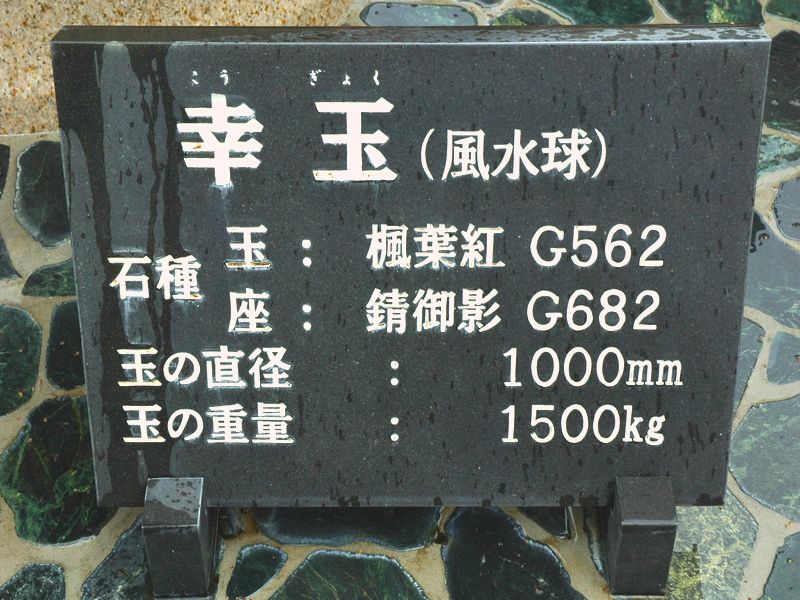 こう ぎょく
幸 玉 (風水球)
石種 玉 : 楓葉紅 G562
座 : 錆御影 G682
玉の直径 : 1000mm
玉の重量 : 1500kg